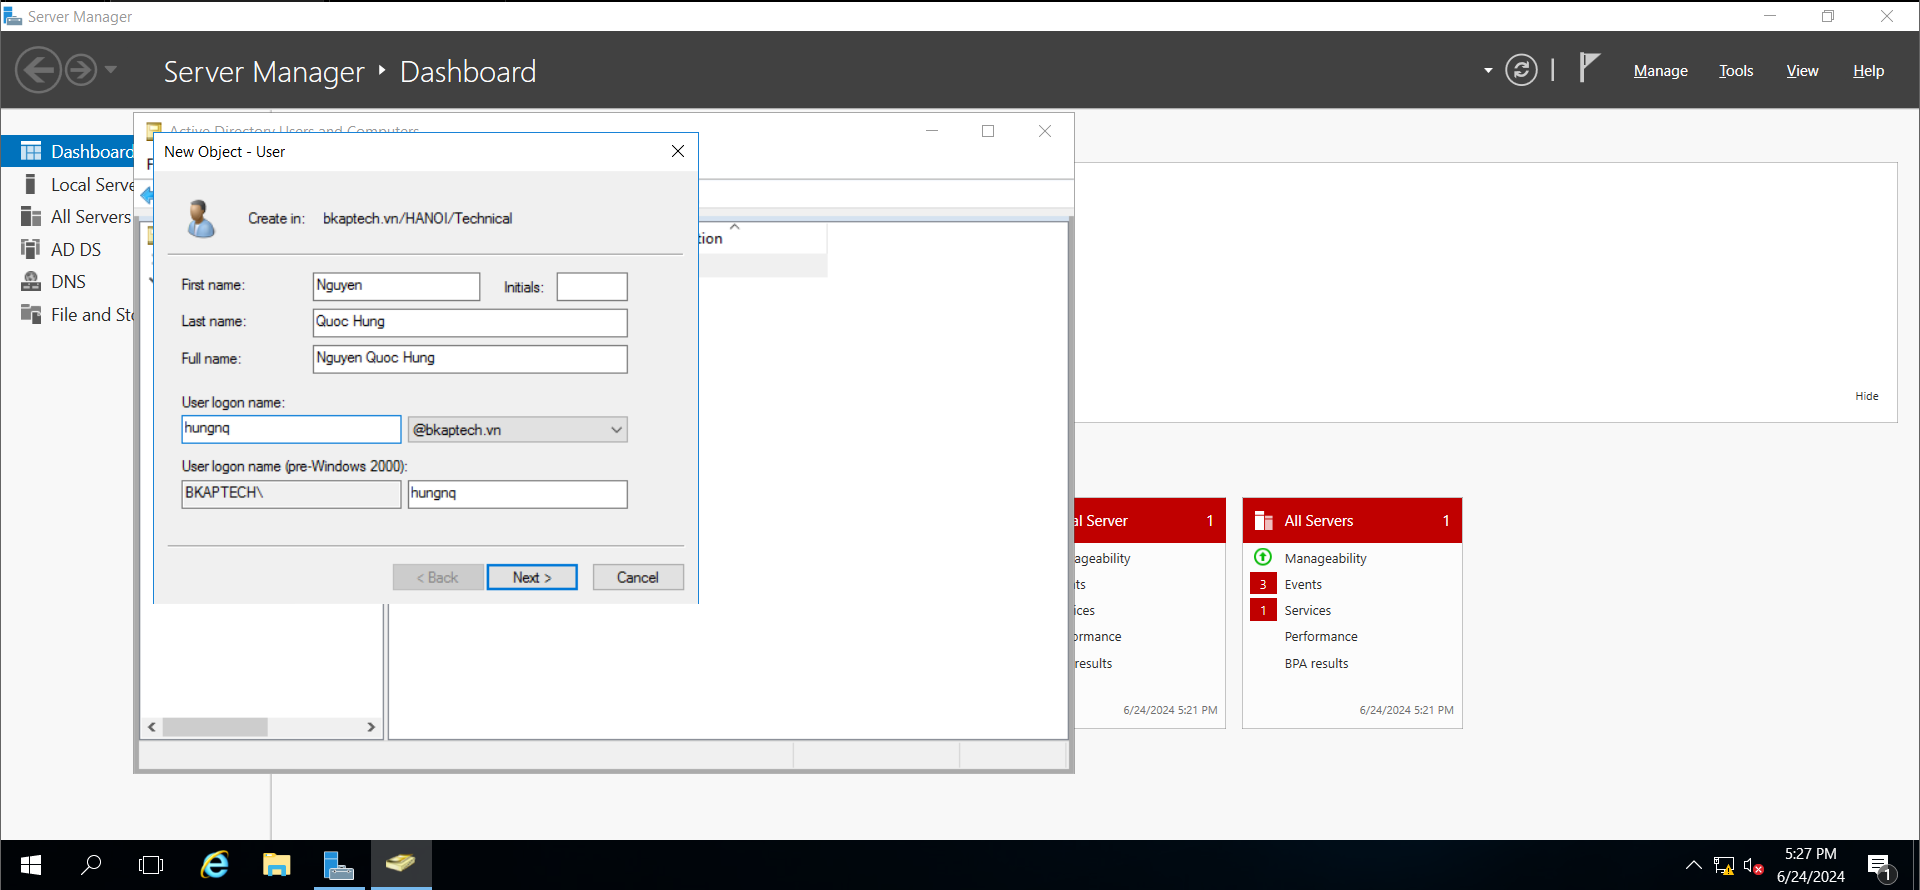 Server Manager
Server Manager ‣ Dashboard
Manage Tools View Help
Active Directory Users and Computers
Dashboard
Local Serve
All Servers
AD DS
DNS
File and Sto
F
New Object - User
Create in: bkaptech.vn/HANOI/Technical
First name: Nguyen Initials:
Last name: Quoc Hung
Full name: Nguyen Quoc Hung
User logon name:
hungnq @bkaptech.vn
User logon name (pre-Windows 2000):
BKAPTECH\ hungnq
< Back Next > Cancel
tion
Hide
al Server 1
ageability
nts
ices
ormance
results
6/24/2024 5:21 PM
All Servers 1
Manageability
3 Events
1 Services
Performance
BPA results
6/24/2024 5:21 PM
5:27 PM
6/24/2024
1